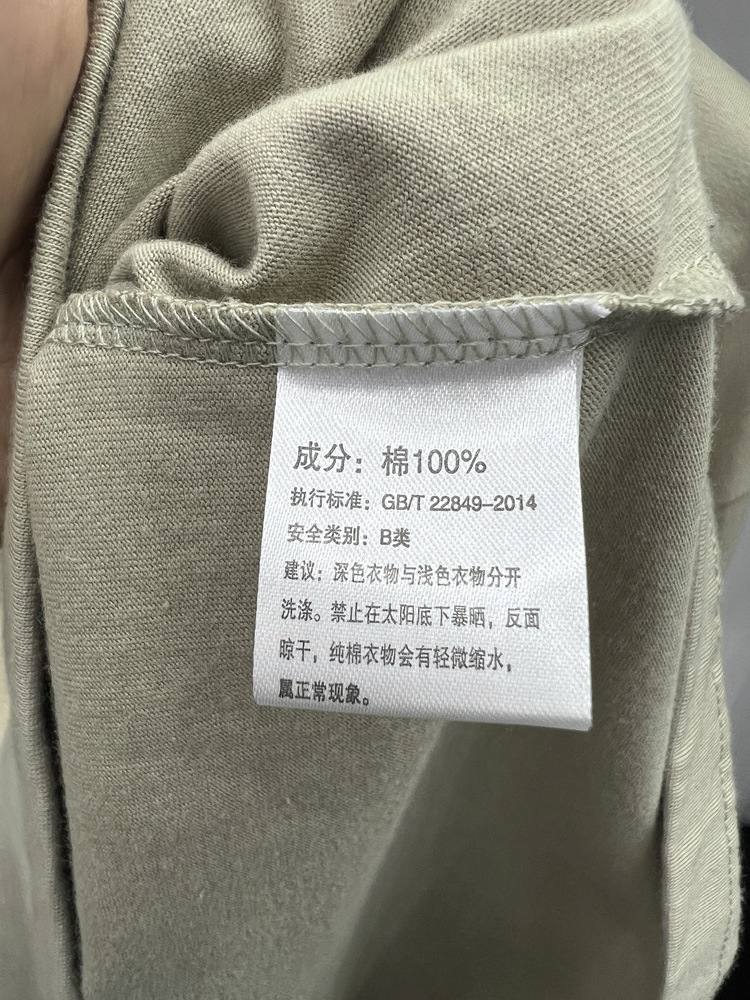 成分：棉100%
执行标准：GB/T 22849-2014
安全类别：B类
建议：深色衣物与浅色衣物分开
洗涤。禁止在太阳底下暴晒，反面
晾干，纯棉衣物会有轻微缩水，
属正常现象。